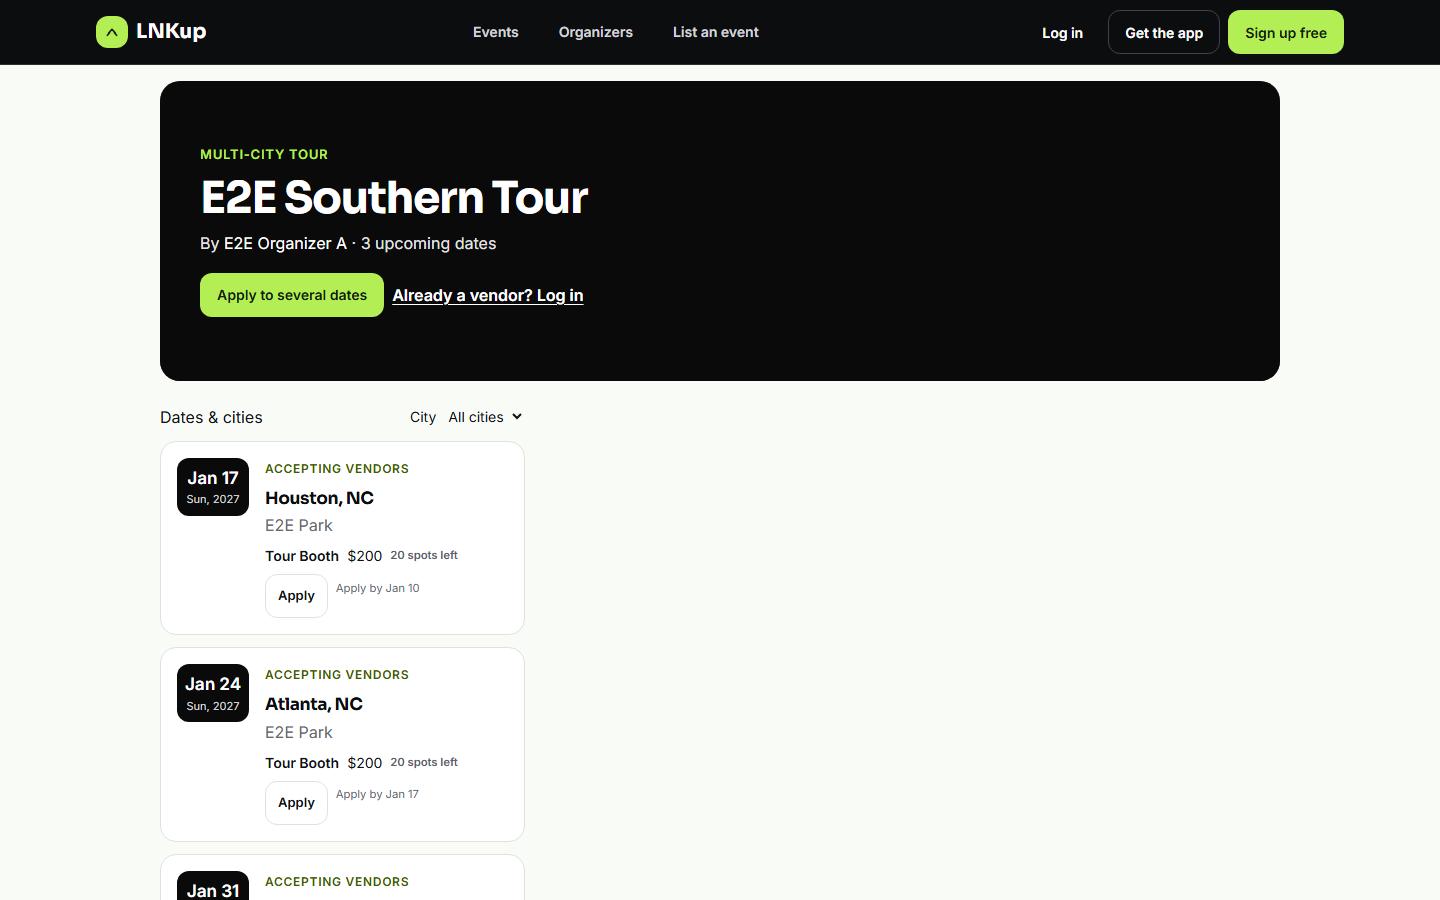 LNKup
Events
Organizers
List an event
Log in
Get the app
Sign up free
MULTI-CITY TOUR
E2E Southern Tour
By E2E Organizer A · 3 upcoming dates
Apply to several dates
Already a vendor? Log in
Dates & cities
City All cities
Jan 17
Sun, 2027
ACCEPTING VENDORS
Houston, NC
E2E Park
Tour Booth $200 20 spots left
Apply
Apply by Jan 10
Jan 24
Sun, 2027
ACCEPTING VENDORS
Atlanta, NC
E2E Park
Tour Booth $200 20 spots left
Apply
Apply by Jan 17
Jan 31
ACCEPTING VENDORS